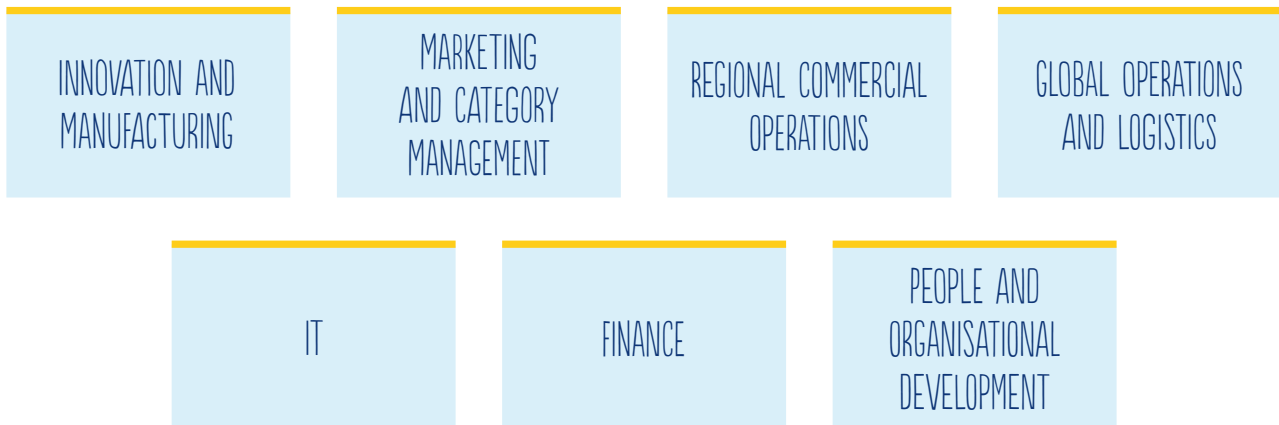 INNOVATION AND
MANUFACTURING
MARKETING
AND CATEGORY
MANAGEMENT
REGIONAL COMMERCIAL
OPERATIONS
GLOBAL OPERATIONS
AND LOGISTICS
IT
FINANCE
PEOPLE AND
ORGANISATIONAL
DEVELOPMENT